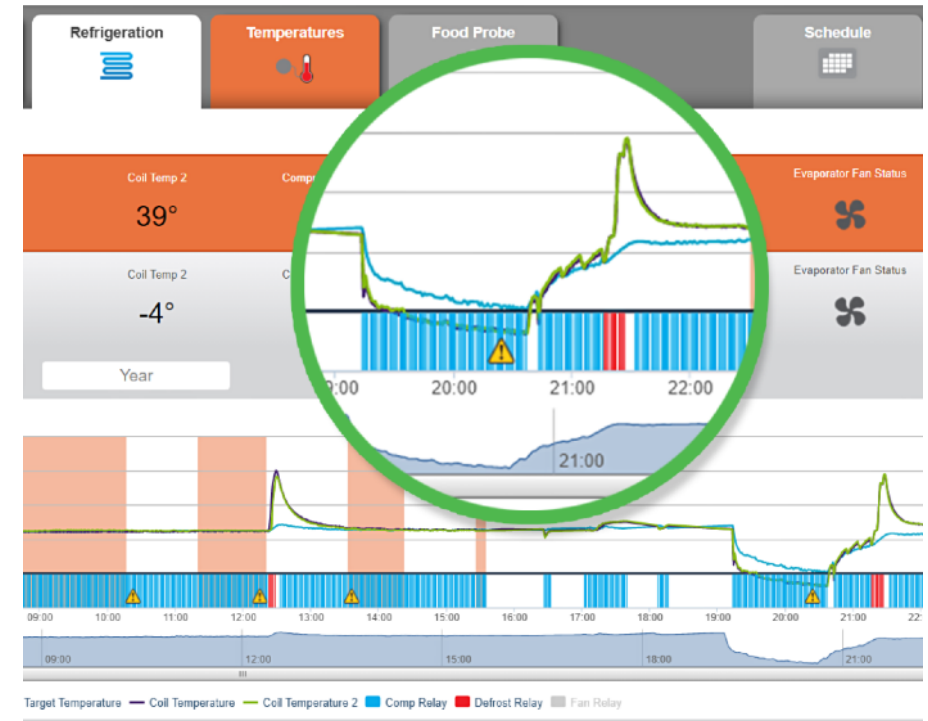 Refrigeration
Temperatures
Food Probe
Schedule
Coil Temp 2
Evaporator Fan Status
39°
Coil Temp 2
Evaporator Fan Status
-4°
Year
20:00
21:00
22:00
21:00
09:00
10:00
11:00
12:00
13:00
14:00
15:00
16:00
17:00
18:00
19:00
20:00
21:00
09:00
12:00
15:00
18:00
21:00
Target Temperature
Coil Temperature
Coil Temperature 2
Comp Relay
Defrost Relay
Fan Relay